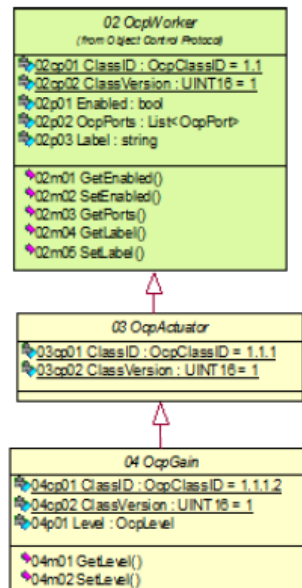 02 OcpWorker
(from Object Control Protocol)
02cp01 ClassID : OcpClassID = 1.1
02cp02 ClassVersion : UINT16 = 1
02p01 Enabled : bool
02p02 OcpPorts : List<OcpPort>
02p03 Label : string
02m01 GetEnabled()
02m02 SetEnabled()
02m03 GetPorts()
02m04 GetLabel()
02m05 SetLabel()
03 OcpActuator
03cp01 ClassID : OcpClassID = 1.1.1
03cp02 ClassVersion : UINT16 = 1
04 OcpGain
04cp01 ClassID : OcpClassID = 1.1.1.2
04cp02 ClassVersion : UINT16 = 1
04p01 Level : OcpLevel
04m01 GetLevel()
04m02 SetLevel()